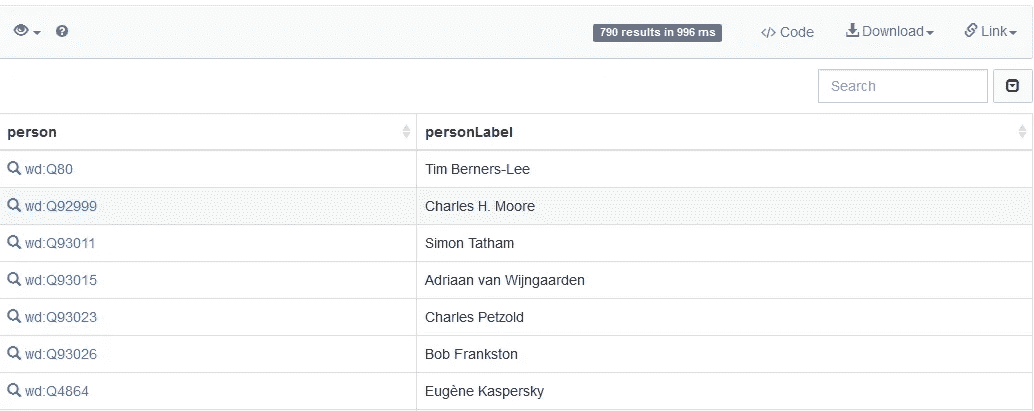 790 results in 996 ms </> Code Download Link
Search
person personLabel
wd:Q80 Tim Berners-Lee
wd:Q92999 Charles H. Moore
wd:Q93011 Simon Tatham
wd:Q93015 Adriaan van Wijngaarden
wd:Q93023 Charles Petzold
wd:Q93026 Bob Frankston
wd:Q4864 Eugène Kaspersky